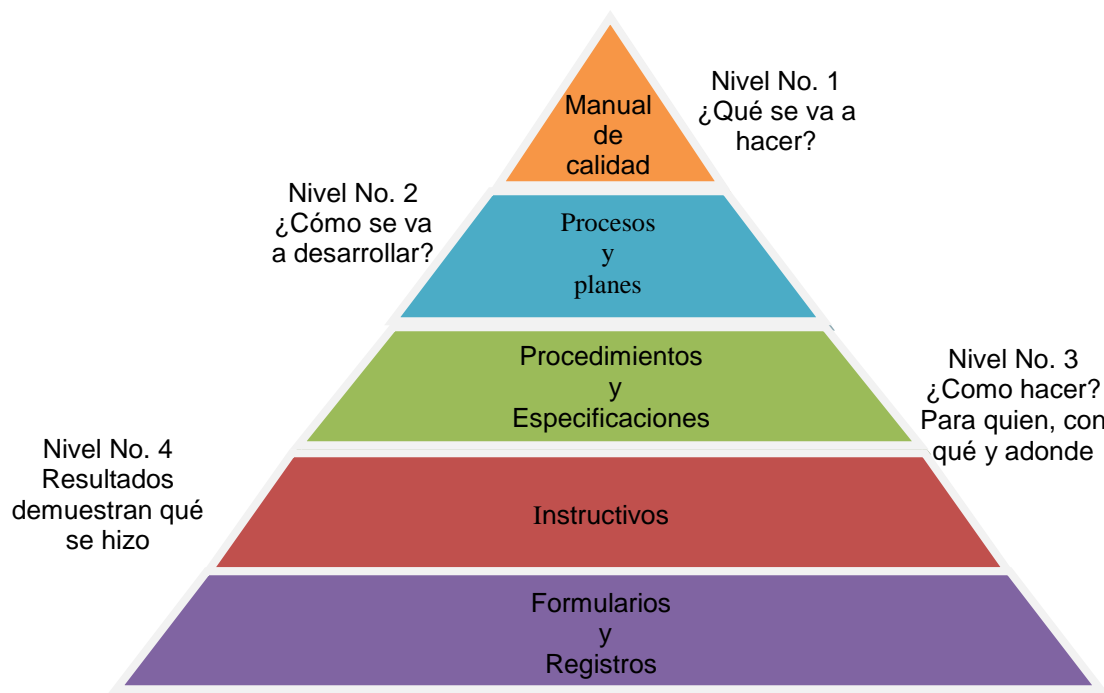 Manual
de
calidad
Nivel No. 1
¿Qué se va a
hacer?
Nivel No. 2
¿Cómo se va
a desarrollar?
Procesos
y
planes
Procedimientos
y
Especificaciones
Nivel No. 3
¿Como hacer?
Para quien, con
qué y adonde
Nivel No. 4
Resultados
demuestran qué
se hizo
Instructivos
Formularios
y
Registros